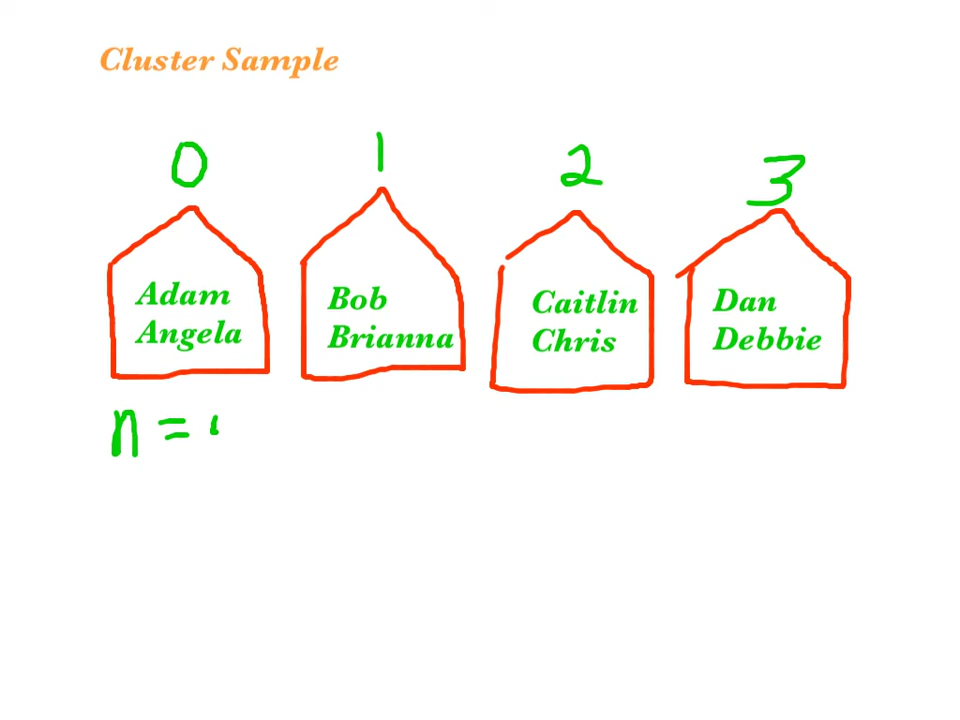 Cluster Sample
0 1 2 3
Adam Bob Caitlin Dan
Angela Brianna Chris Debbie
n =